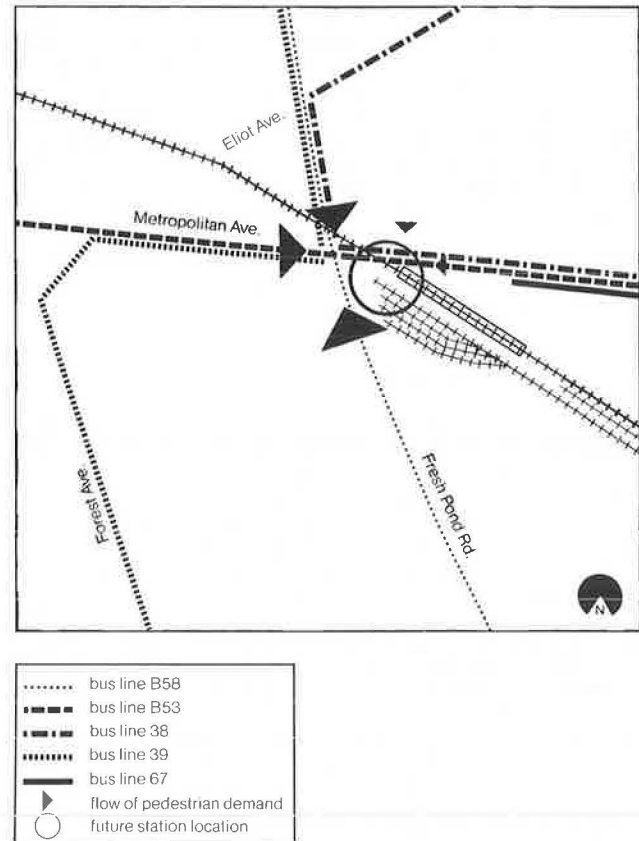 Eliot Ave.
Metropolitan Ave.
Forest Ave.
Fresh Pond Rd.
N
bus line B58
bus line B53
bus line 38
bus line 39
bus line 67
flow of pedestrian demand
future station location